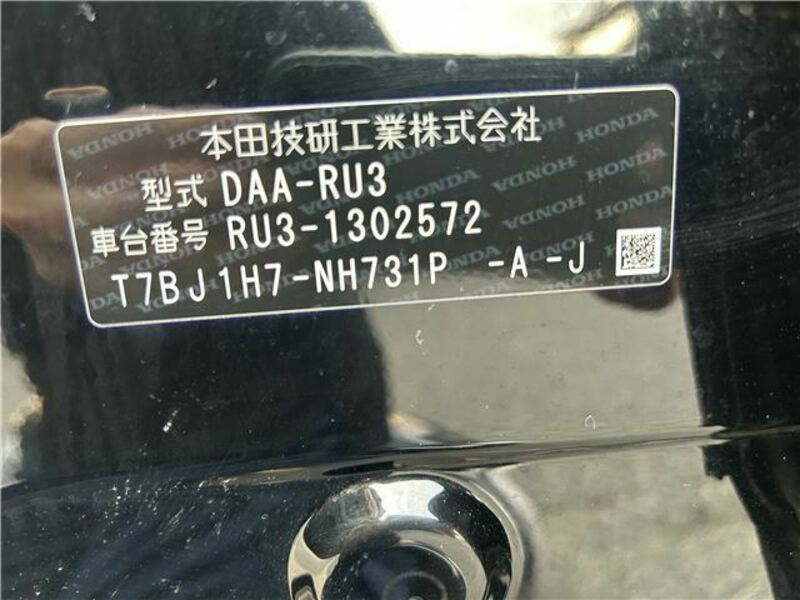 本田技研工業株式会社
型式 DAA-RU3
車台番号 RU3-1302572
T7BJ1H7-NH731P -A -J